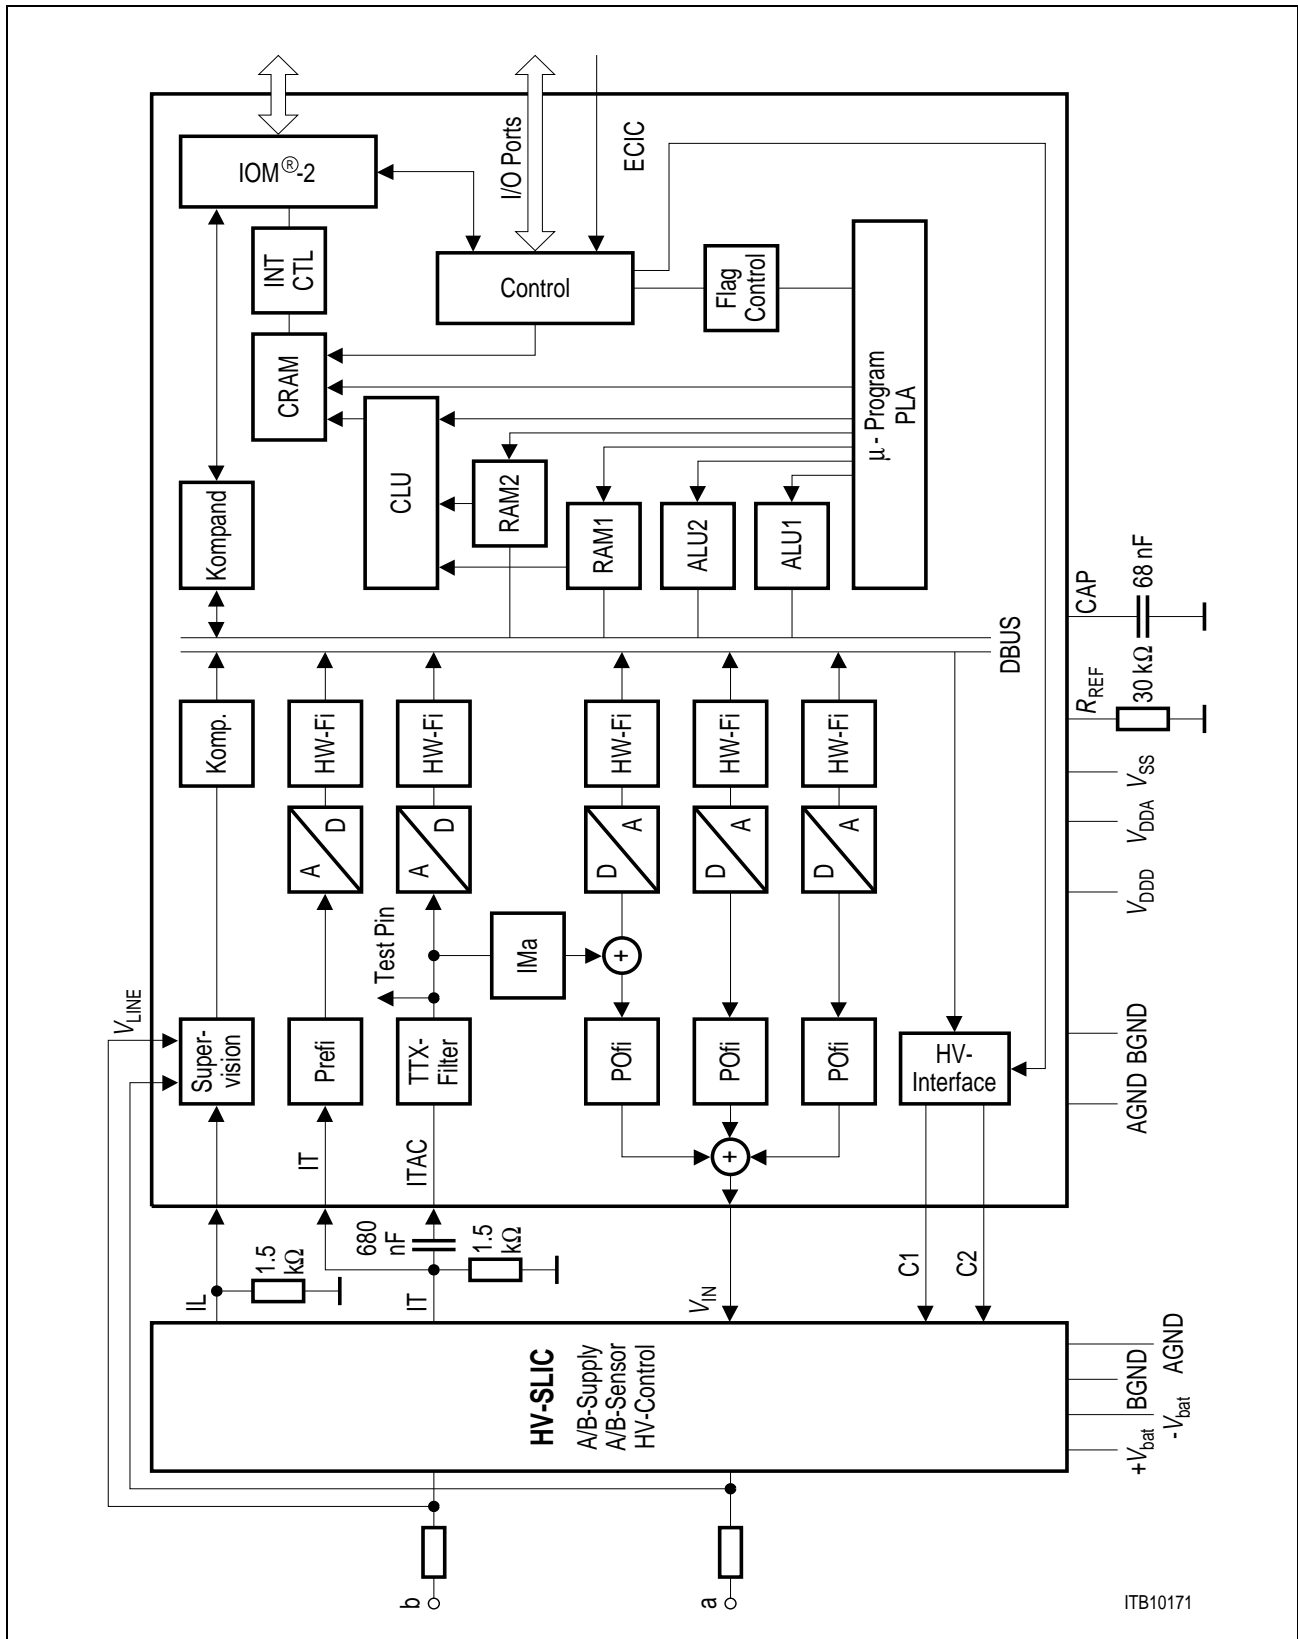 IOM®-2
I/O Ports
ECIC
INT
CTL
Control
Flag
Control
CRAM
µ - Program
PLA
CLU
Kompand
RAM2
RAM1
ALU2
ALU1
CAP
68 nF
DBUS
Komp.
HW-Fi
HW-Fi
HW-Fi
HW-Fi
HW-Fi
RREF
30 kΩ
A
D
A
D
D
A
D
A
D
A
VSS
VDDA
VDDD
Test Pin
IMa
+
VLINE
Super-
vision
Prefi
TTX-
Filter
POfi
POfi
POfi
HV-
Interface
AGND
BGND
IT
ITAC
+
680
nF
1.5
kΩ
1.5
kΩ
IL
IT
VIN
C1
C2
HV-SLIC
A/B-Supply
A/B-Sensor
HV-Control
+Vbat
-Vbat
BGND
AGND
b
a
ITB10171